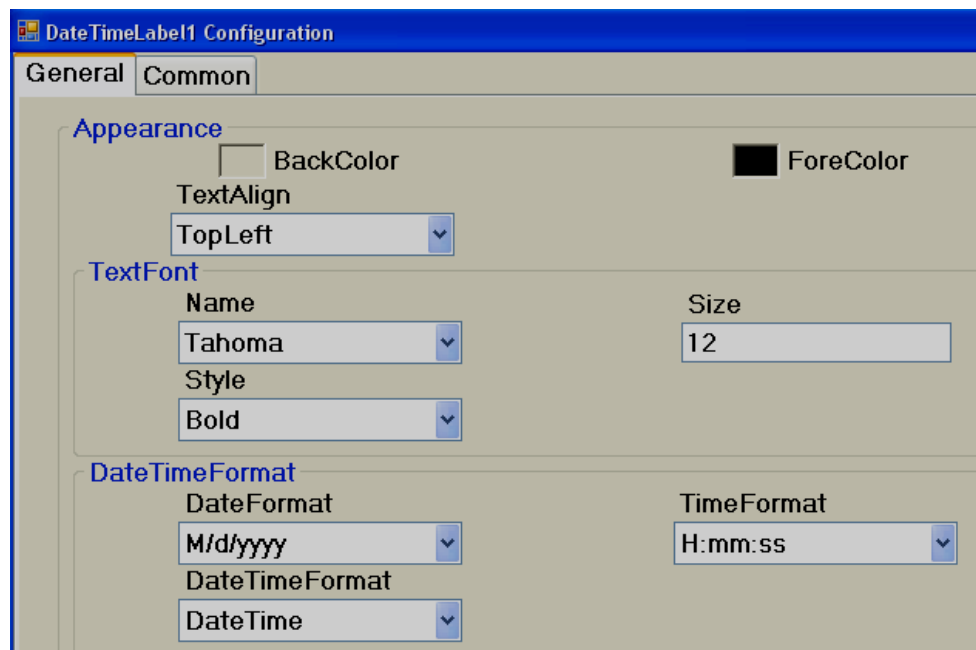 DateTimeLabel1 Configuration
General Common
Appearance
BackColor ForeColor
TextAlign
TopLeft
TextFont
Name Size
Tahoma 12
Style
Bold
DateTimeFormat
DateFormat TimeFormat
M/d/yyyy H:mm:ss
DateTimeFormat
DateTime